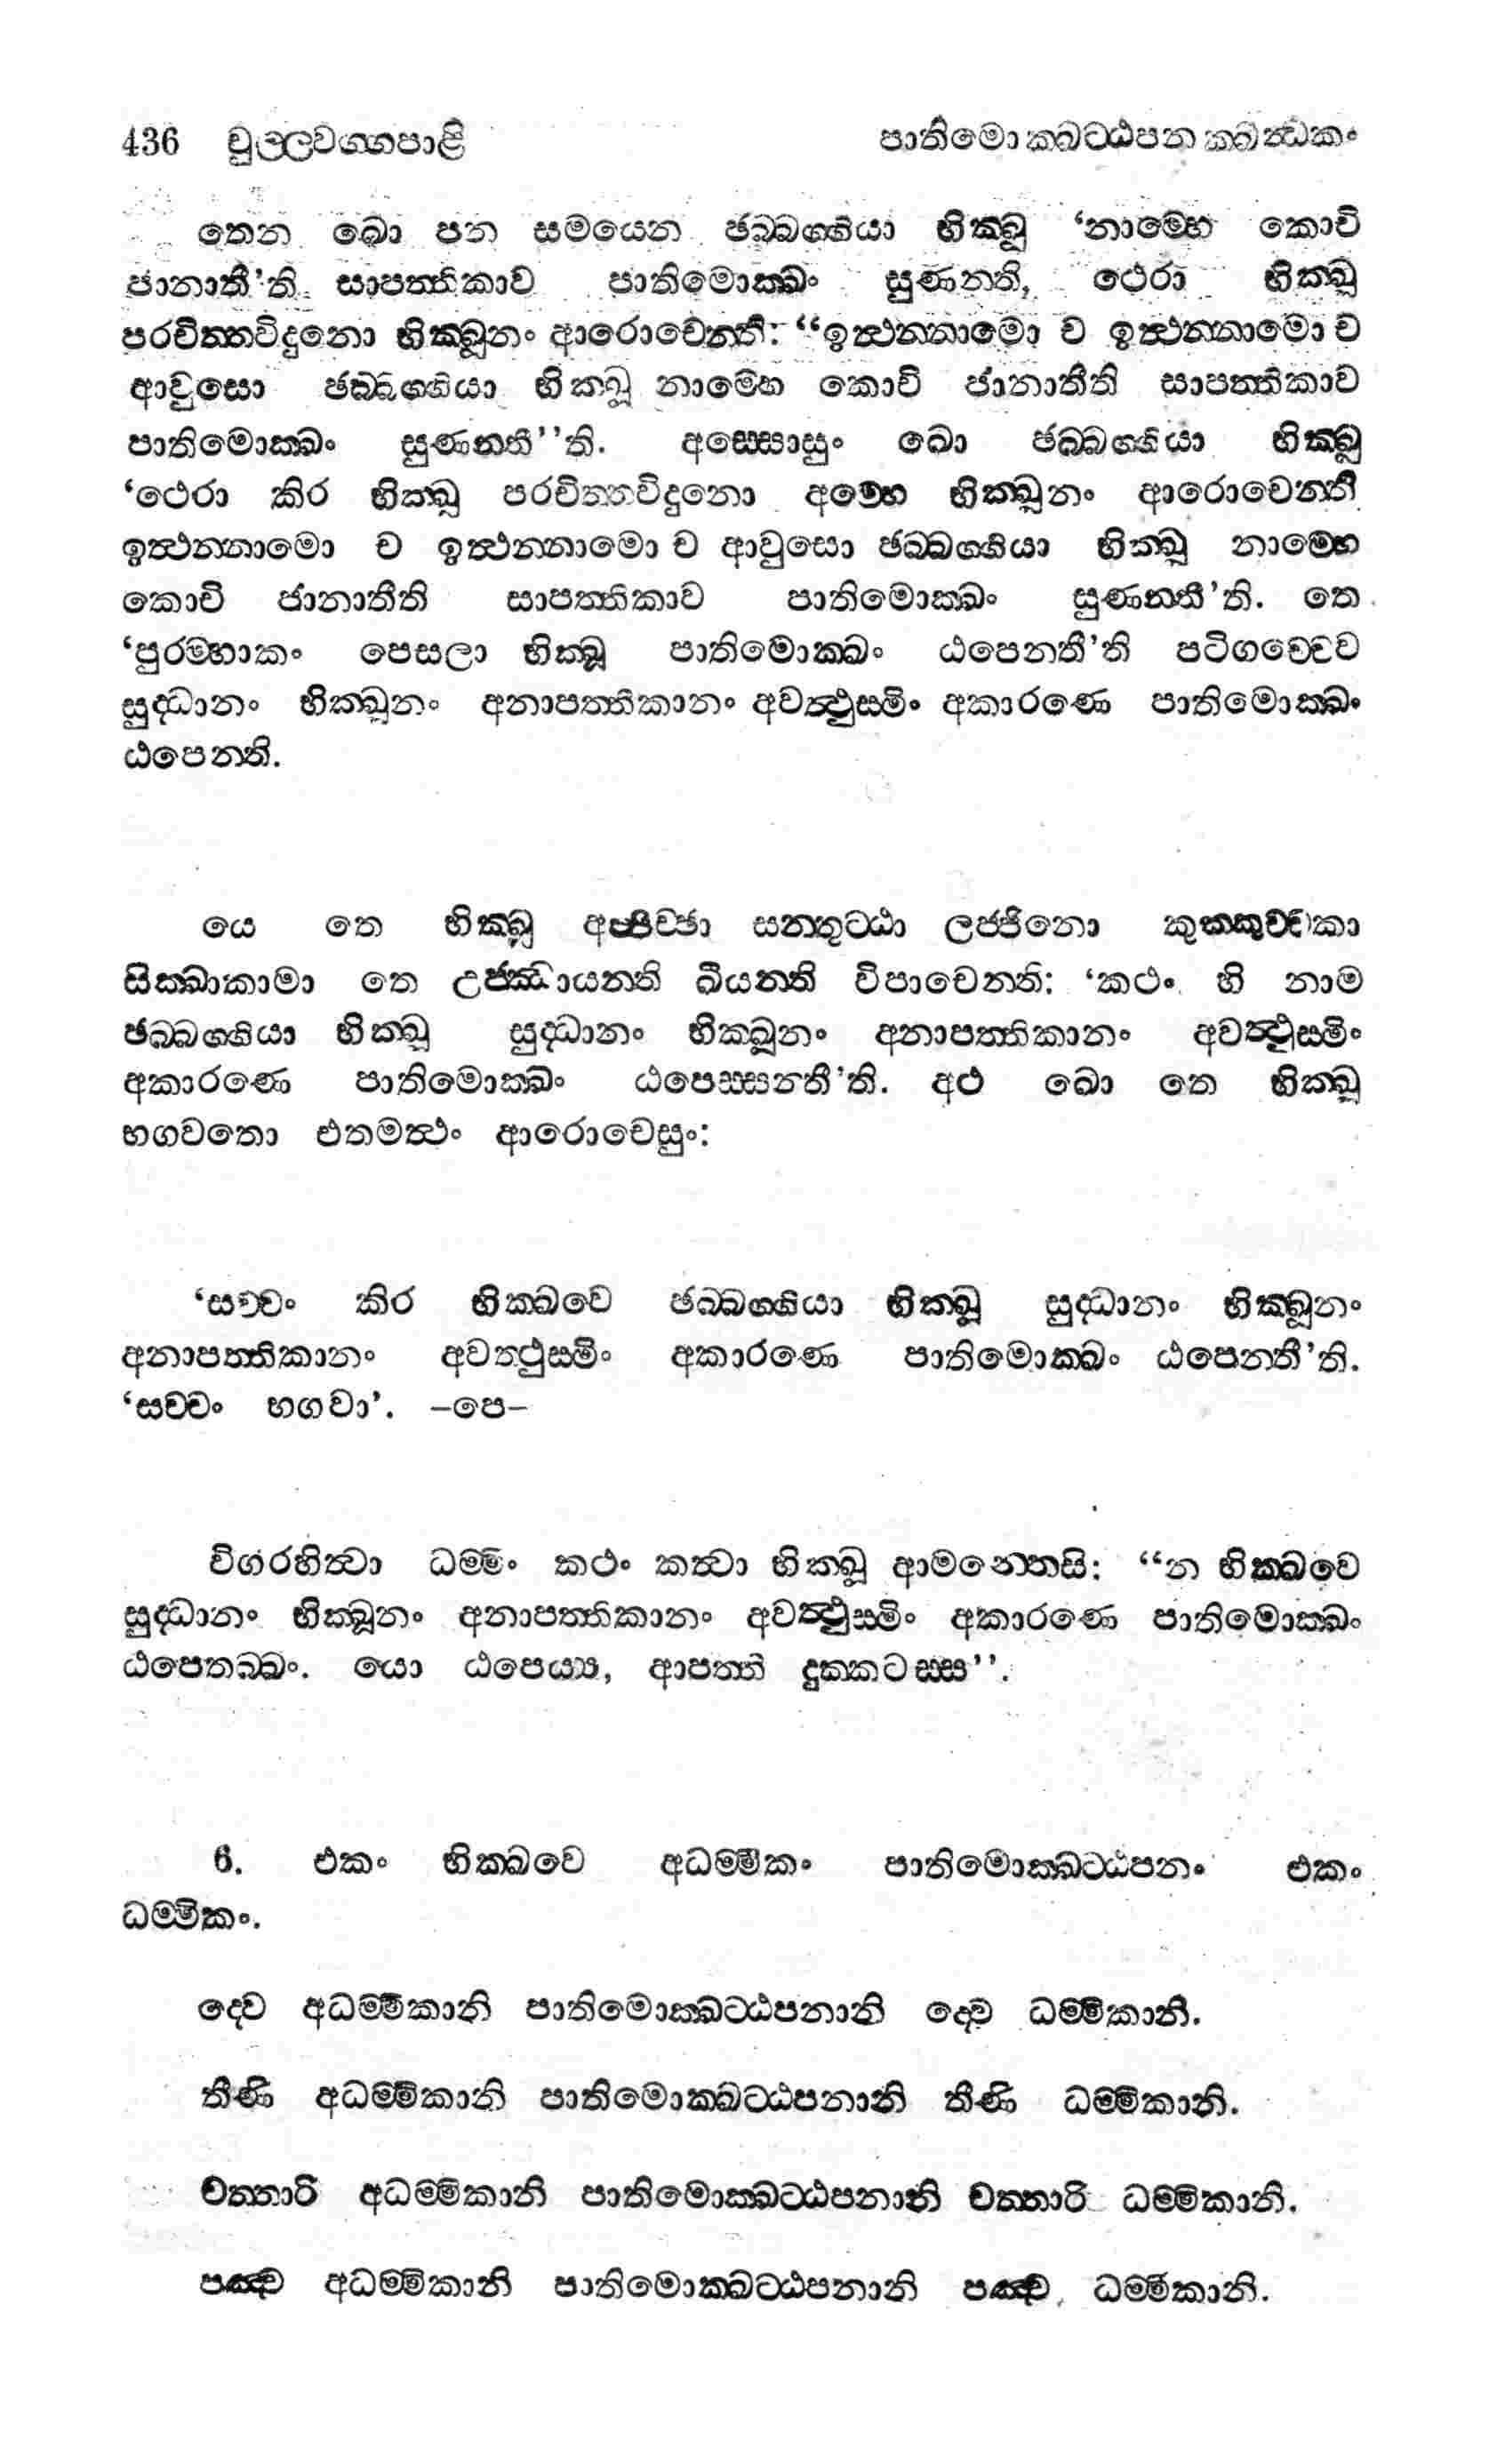 436 චුල්ලවග්ගපාළි පාතිමොක්ඛට්ඨපනක්ඛන්ධකං
තෙන ඛො පන සමයෙන ඡබ්බග්ගියා භික්ඛූ ‘නාම්හෙ කොචි
ජානාතී’ති සාපත්තිකාව පාතිමොක්ඛං සුණන්ති, ථෙරා භික්ඛූ
පරචිත්තවිදුනො භික්ඛූනං ආරොචෙන්ති: “ඉත්ථන්නාමො ච ඉත්ථන්නාමො ච
ආවුසො ඡබ්බග්ගියා භික්ඛූ නාම්හෙ කොචි ජානාතීති සාපත්තිකාව
පාතිමොක්ඛං සුණන්තී’’ති. අස්සොසුං ඛො ඡබ්බග්ගියා භික්ඛූ
‘ථෙරා කිර භික්ඛූ පරචිත්තවිදුනො අම්හෙ භික්ඛූනං ආරොචෙන්ති
ඉත්ථන්නාමො ච ඉත්ථන්නාමො ච ආවුසො ඡබ්බග්ගියා භික්ඛූ නාම්හෙ
කොචි ජානාතීති සාපත්තිකාව පාතිමොක්ඛං සුණන්තී’ති. තෙ
‘පුරම්හාකං පෙසලා භික්ඛූ පාතිමොක්ඛං ඨපෙන්තී’ති පටිගච්චෙව
සුද්ධානං භික්ඛූනං අනාපත්තිකානං අවත්ථුස්මිං අකාරණෙ පාතිමොක්ඛං
ඨපෙන්ති.
යෙ තෙ භික්ඛූ අප්පිච්ඡා සන්තුට්ඨා ලජ්ජිනො කුක්කුච්චකා
සික්ඛාකාමා තෙ උජ්ඣායන්ති ඛීයන්ති විපාචෙන්ති: ‘කථං හි නාම
ඡබ්බග්ගියා භික්ඛූ සුද්ධානං භික්ඛූනං අනාපත්තිකානං අවත්ථුස්මිං
අකාරණෙ පාතිමොක්ඛං ඨපෙස්සන්තී’ති. අථ ඛො තෙ භික්ඛූ
භගවතො එතමත්ථං ආරොචෙසුං:
‘සච්චං කිර භික්ඛවෙ ඡබ්බග්ගියා භික්ඛූ සුද්ධානං භික්ඛූනං
අනාපත්තිකානං අවත්ථුස්මිං අකාරණෙ පාතිමොක්ඛං ඨපෙන්තී’ති.
‘සච්චං භගවා’. –පෙ–
විගරහිත්වා ධම්මිං කථං කත්වා භික්ඛූ ආමන්තෙසි: “න භික්ඛවෙ
සුද්ධානං භික්ඛූනං අනාපත්තිකානං අවත්ථුස්මිං අකාරණෙ පාතිමොක්ඛං
ඨපෙතබ්බං. යො ඨපෙය්‍ය, ආපත්ති දුක්කටස්ස’’.
6. එකං භික්ඛවෙ අධම්මිකං පාතිමොක්ඛට්ඨපනං එකං
ධම්මිකං.
ද්වෙ අධම්මිකානි පාතිමොක්ඛට්ඨපනානි ද්වෙ ධම්මිකානි.
තීණි අධම්මිකානි පාතිමොක්ඛට්ඨපනානි තීණි ධම්මිකානි.
චත්තාරි අධම්මිකානි පාතිමොක්ඛට්ඨපනානි චත්තාරි ධම්මිකානි.
පඤ්ච අධම්මිකානි පාතිමොක්ඛට්ඨපනානි පඤ්ච ධම්මිකානි.